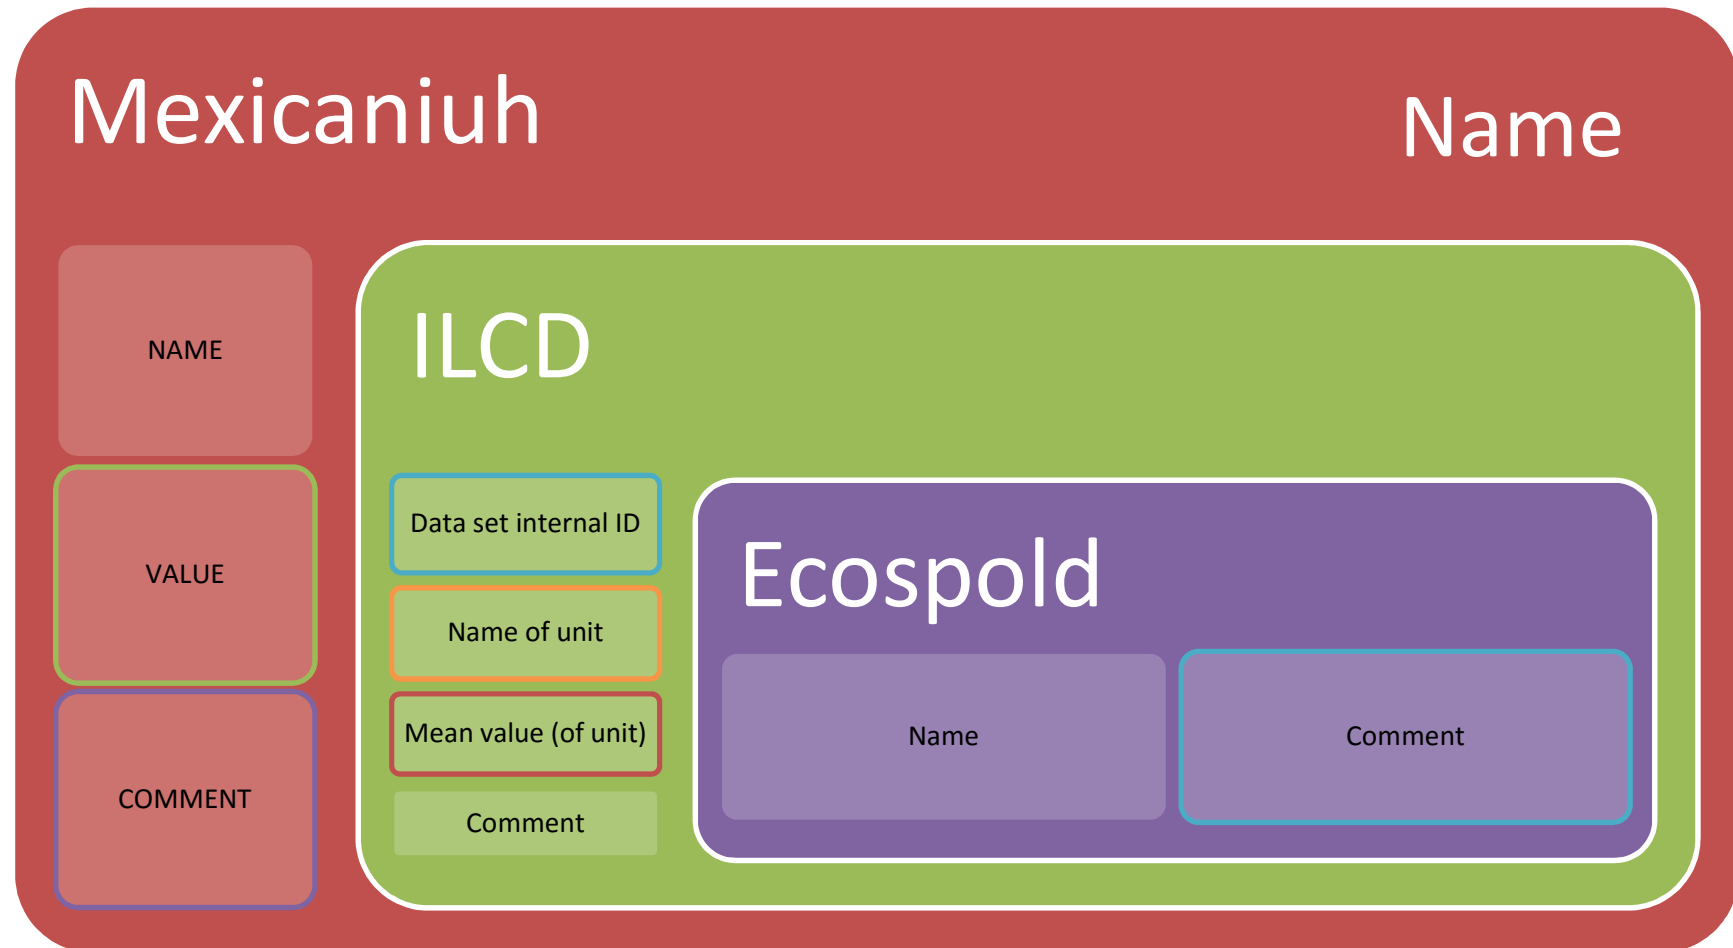 Mexicaniuh
Name
NAME
VALUE
COMMENT
ILCD
Data set internal ID
Name of unit
Mean value (of unit)
Comment
Ecospold
Name
Comment